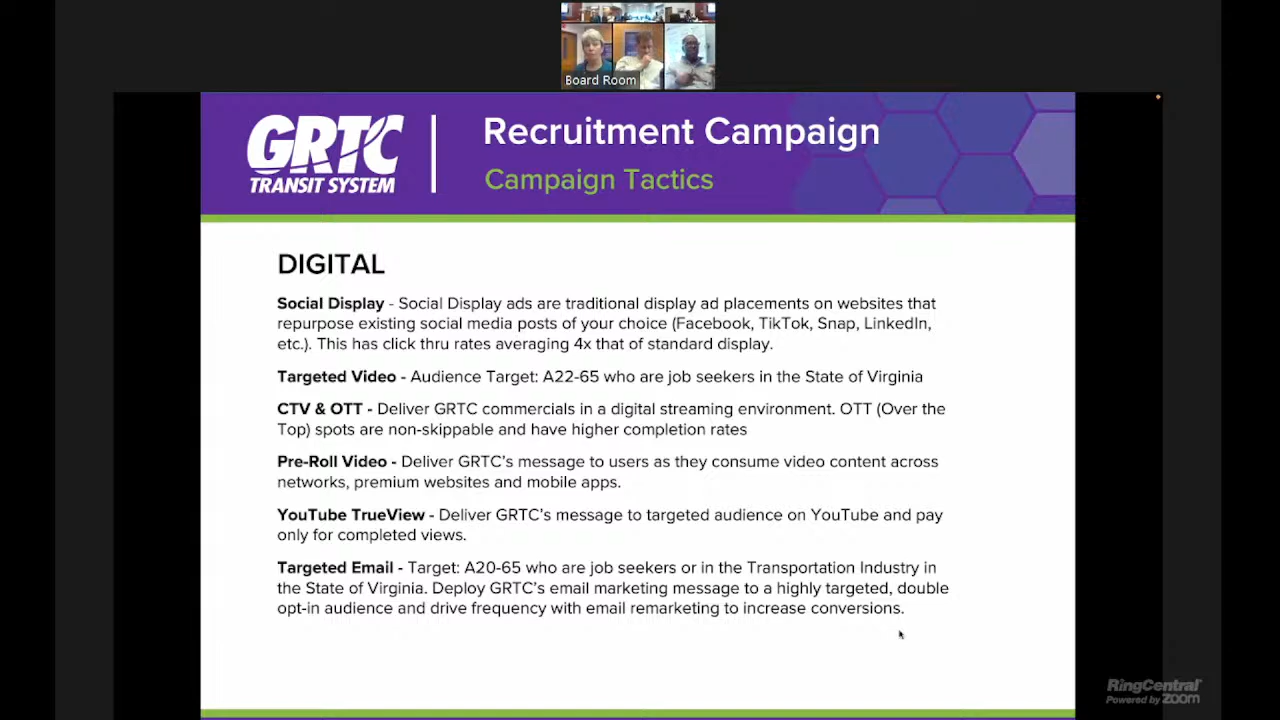 Board Room
GRTC
TRANSIT SYSTEM
Recruitment Campaign
Campaign Tactics
DIGITAL
Social Display - Social Display ads are traditional display ad placements on websites that
repurpose existing social media posts of your choice (Facebook, TikTok, Snap, LinkedIn,
etc.). This has click thru rates averaging 4x that of standard display.
Targeted Video - Audience Target: A22-65 who are job seekers in the State of Virginia
CTV & OTT - Deliver GRTC commercials in a digital streaming environment. OTT (Over the
Top) spots are non-skippable and have higher completion rates
Pre-Roll Video - Deliver GRTC's message to users as they consume video content across
networks, premium websites and mobile apps.
YouTube TrueView - Deliver GRTC's message to targeted audience on YouTube and pay
only for completed views.
Targeted Email - Target: A20-65 who are job seekers or in the Transportation Industry in
the State of Virginia. Deploy GRTC's email marketing message to a highly targeted, double
opt-in audience and drive frequency with email remarketing to increase conversions.
RingCentral
Powered by zoom